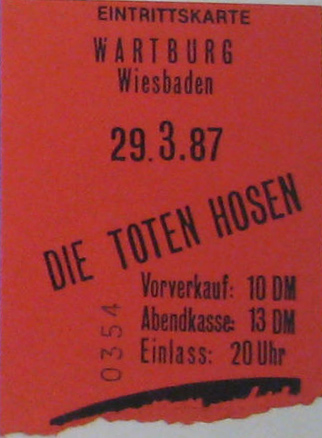 EINTRITTSKARTE
WARTBURG
Wiesbaden
29.3.87
DIE TOTEN HOSEN
Vorverkauf: 10 DM
Abendkasse: 13 DM
Einlass: 20 Uhr
0354